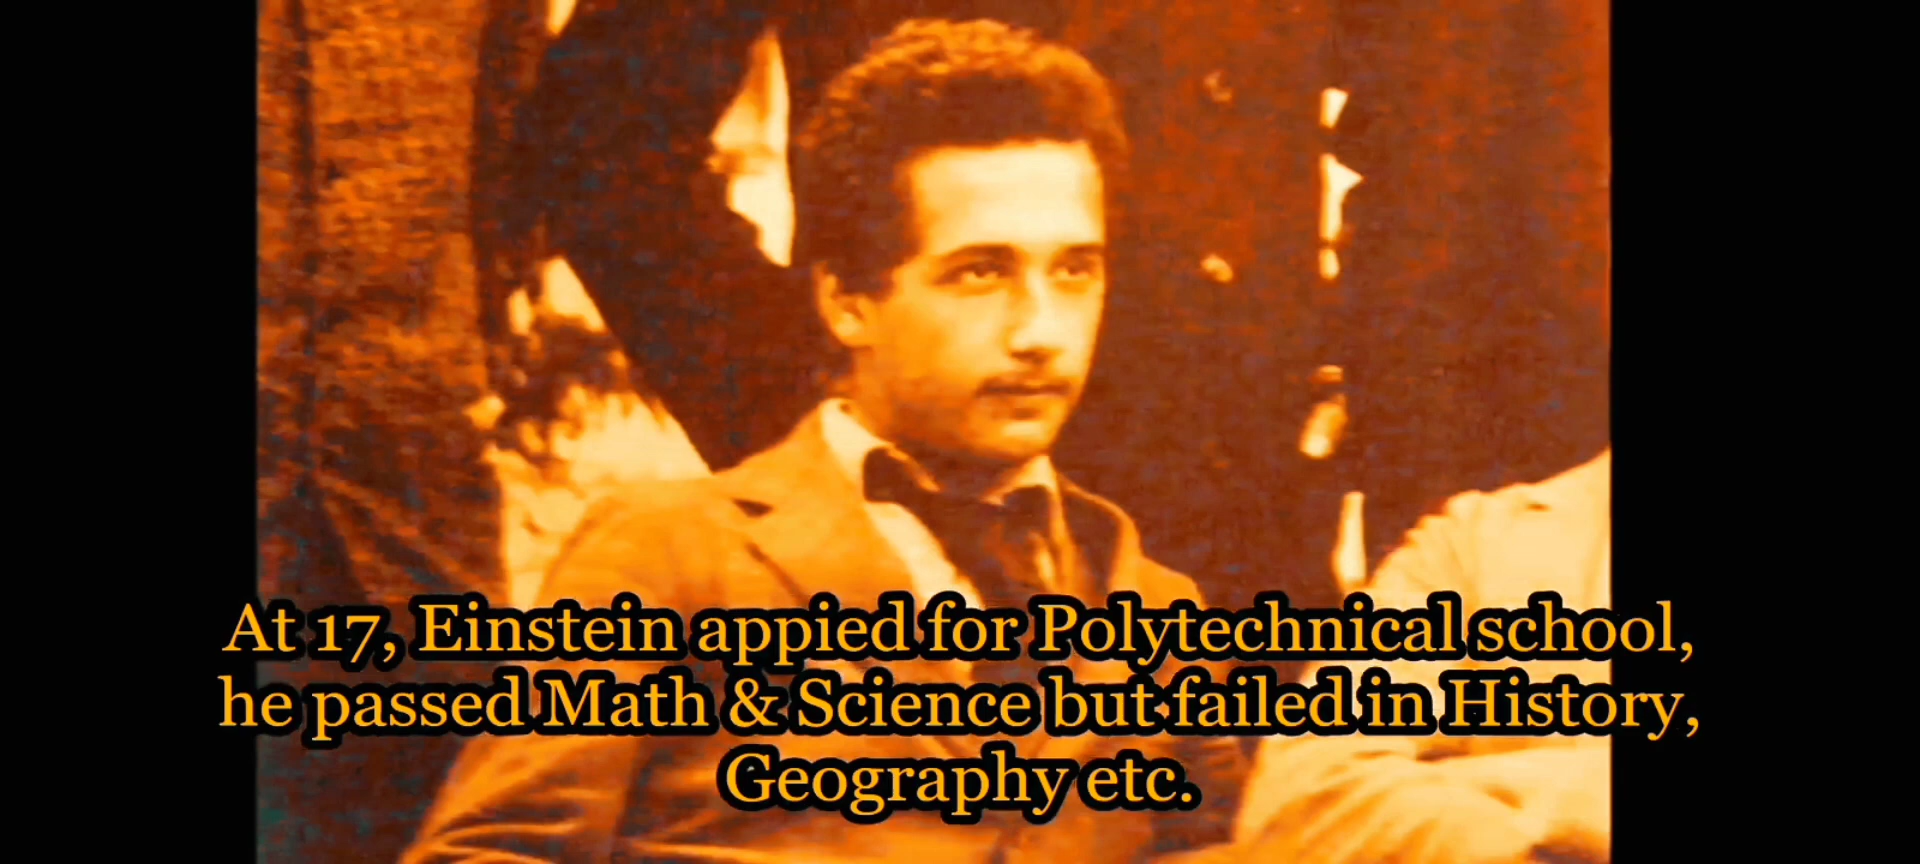 At 17, Einstein appied for Polytechnical school,
he passed Math & Science but failed in History,
Geography etc.